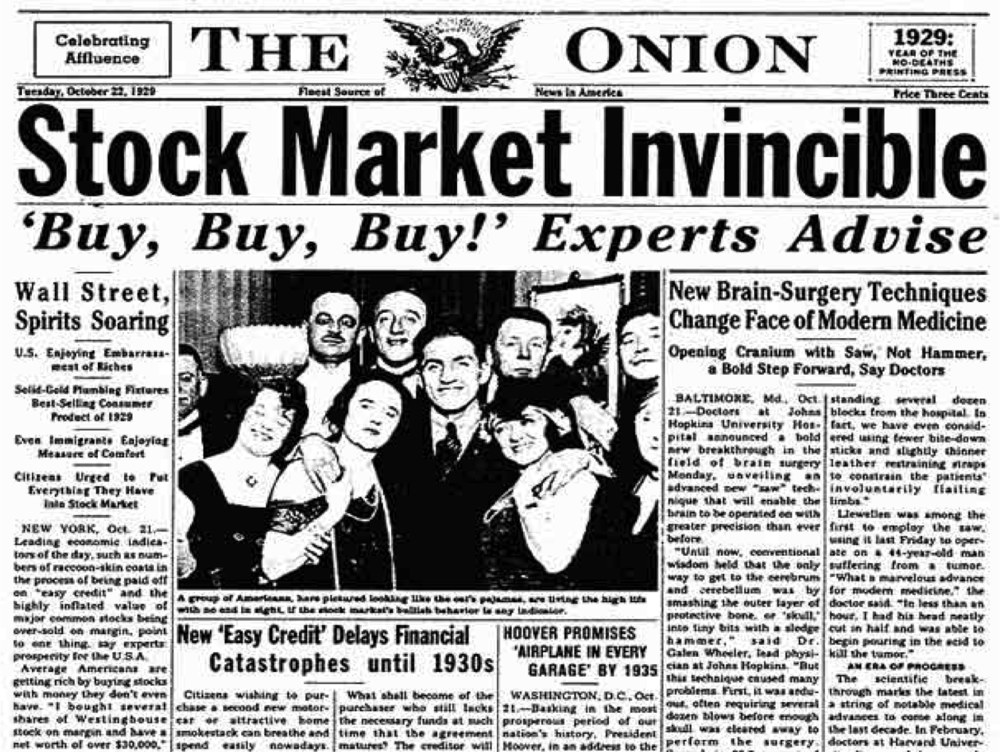 Celebrating
Affluence
THE ONION
1929:
YEAR OF THE
NO-DEATHS
PRINTING PRESS
Tuesday, October 22, 1929 Finest Source of News in America Price Three Cents
Stock Market Invincible
‘Buy, Buy, Buy!’ Experts Advise
Wall Street,
Spirits Soaring
U.S. Enjoying Embarrass-
ment of Riches
Solid-Gold Plumbing Fixtures
Best-Selling Consumer
Product of 1929
Even Immigrants Enjoying
Measure of Comfort
Citizens Urged to Put
Everything They Have
Into Stock Market
NEW YORK, Oct. 21.—
Leading economic indica-
tors of the day, such as num-
bers of raccoon-skin coats in
the process of being paid off
on "easy credit" and the
highly inflated value of
major common stocks being
over-sold on margin, point
to one thing, say experts:
prosperity for the U.S.A.
Average Americans are
getting rich by buying stocks
with money they don't even
have. "I bought several
shares of Westinghouse
stock on margin and have a
net worth of over $30,000,"
A group of Americans, here pictured looking like the cat's pajamas, are living the high life
with no end in sight, if the stock market's bullish behavior is any indicator.
New ‘Easy Credit’ Delays Financial
Catastrophes until 1930s
Citizens wishing to pur-
chase a second new motor-
car or attractive home
smokestack can breathe and
spend easily nowadays.
What shall become of the
purchaser who still lacks
the necessary funds at such
time that the agreement
matures? The creditor will
HOOVER PROMISES
‘AIRPLANE IN EVERY
GARAGE’ BY 1935
WASHINGTON, D.C., Oct.
21.—Basking in the most
prosperous period of our
nation's history, President
Hoover, in an address to the
New Brain-Surgery Techniques
Change Face of Modern Medicine
Opening Cranium with Saw, Not Hammer,
a Bold Step Forward, Say Doctors
BALTIMORE, Md., Oct.
21.—Doctors at Johns
Hopkins University Hos-
pital announced a bold
new breakthrough in the
field of brain surgery
Monday, unveiling an
advanced new "saw" tech-
nique that will enable the
brain to be operated on with
greater precision than ever
before.
"Until now, conventional
wisdom held that the only
way to get to the cerebrum
and cerebellum was by
smashing the outer layer of
protective bone, or 'skull,'
into tiny bits with a sledge
hammer," said Dr.
Galen Wheeler, lead physi-
cian at Johns Hopkins. "But
this technique caused many
problems. First, it was ardu-
ous, often requiring several
dozen blows before enough
skull was cleared away to
perform the surgery.
standing several dozen
blocks from the hospital. In
fact, we have even consid-
ered using fewer bite-down
sticks and slightly thinner
leather restraining straps
to constrain the patients'
involuntarily flailing
limbs."
Llewellen was among the
first to employ the saw,
using it last Friday to oper-
ate on a 44-year-old man
suffering from a tumor.
"What a marvelous advance
for modern medicine," the
doctor said. "In less than an
hour, I had his head neatly
cut in half and was able to
begin pouring in the acid to
kill the tumor."
AN ERA OF PROGRESS
The scientific break-
through marks the latest in
a string of notable medical
advances to come along in
the last decade. In February,
doctors at Harvard Univer-